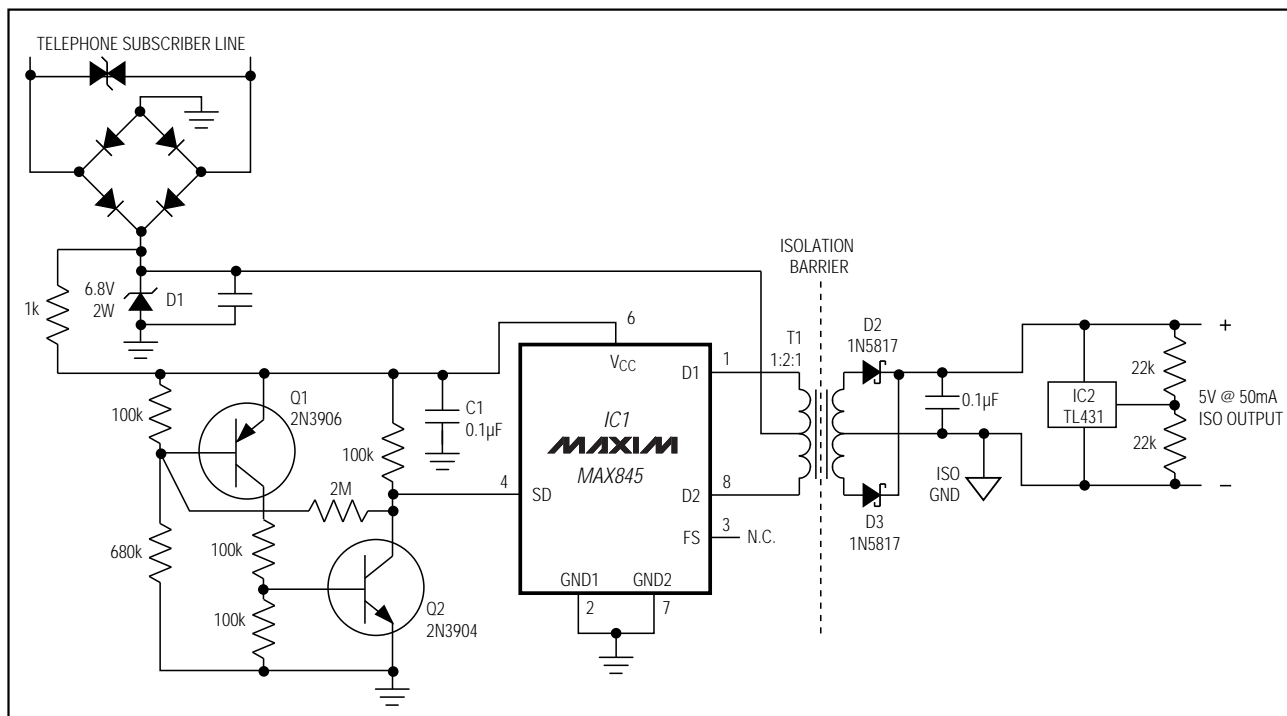 TELEPHONE SUBSCRIBER LINE
1k
6.8V
2W
D1
ISOLATION
BARRIER
6
VCC
1
D1
T1
1:2:1
D2
1N5817
+
100k
Q1
2N3906
C1
0.1µF
100k
IC1
MAXIM
MAX845
0.1µF
IC2
TL431
22k
22k
5V @ 50mA
ISO OUTPUT
4
SD
8
D2
ISO
GND
–
2M
3
FS
N.C.
D3
1N5817
680k
100k
100k
Q2
2N3904
GND1
GND2
2
7